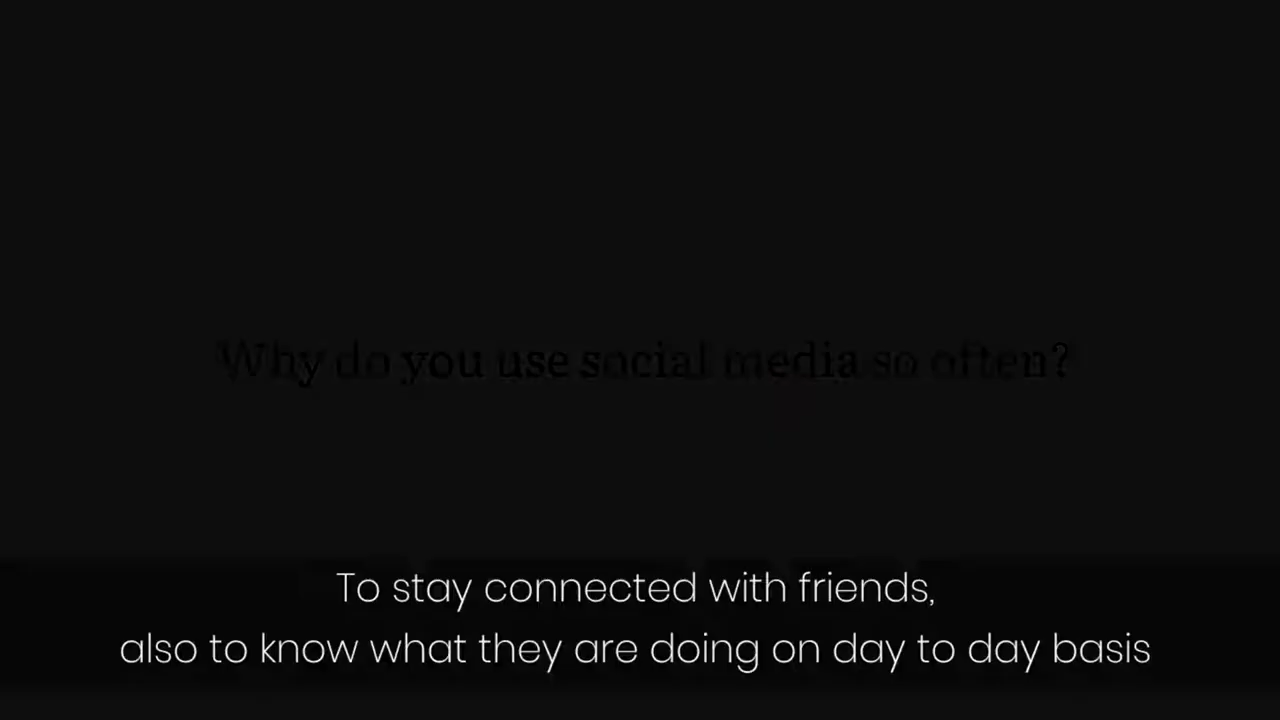 Why do you use social media so often?
To stay connected with friends,
also to know what they are doing on day to day basis